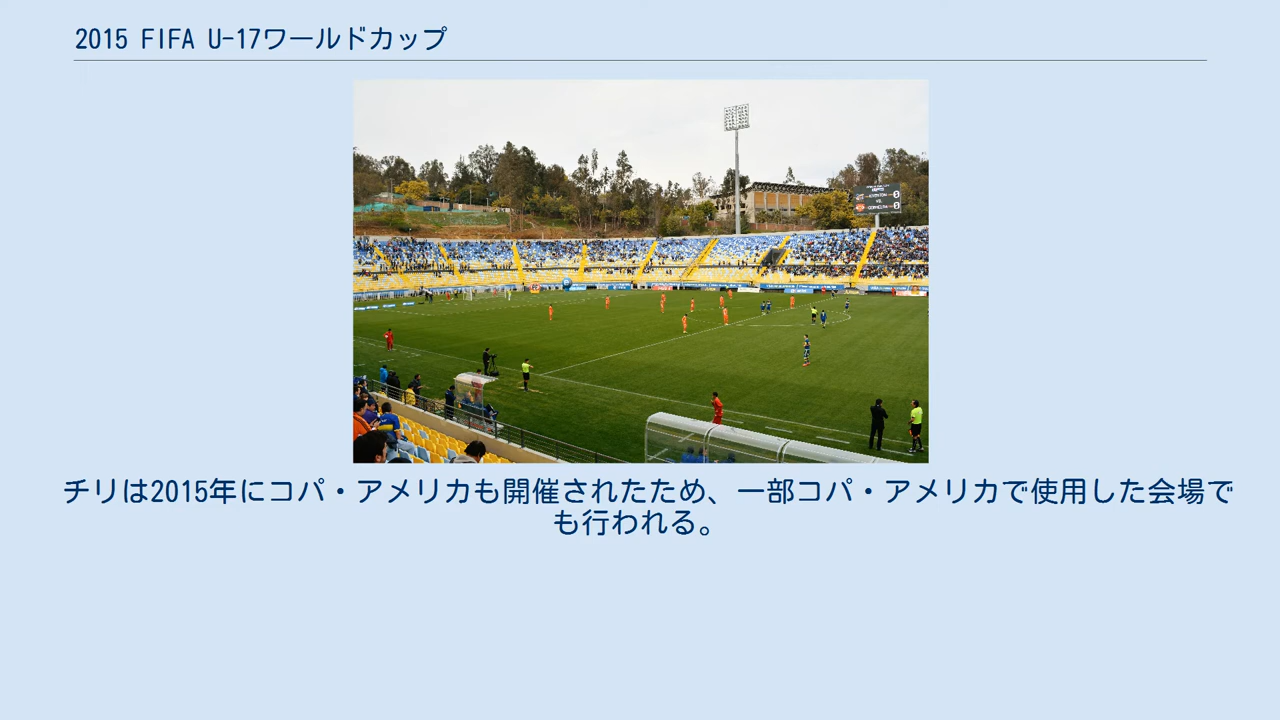 2015 FIFA U-17ワールドカップ
チリは2015年にコパ・アメリカも開催されたため、一部コパ・アメリカで使用した会場で
も行われる。